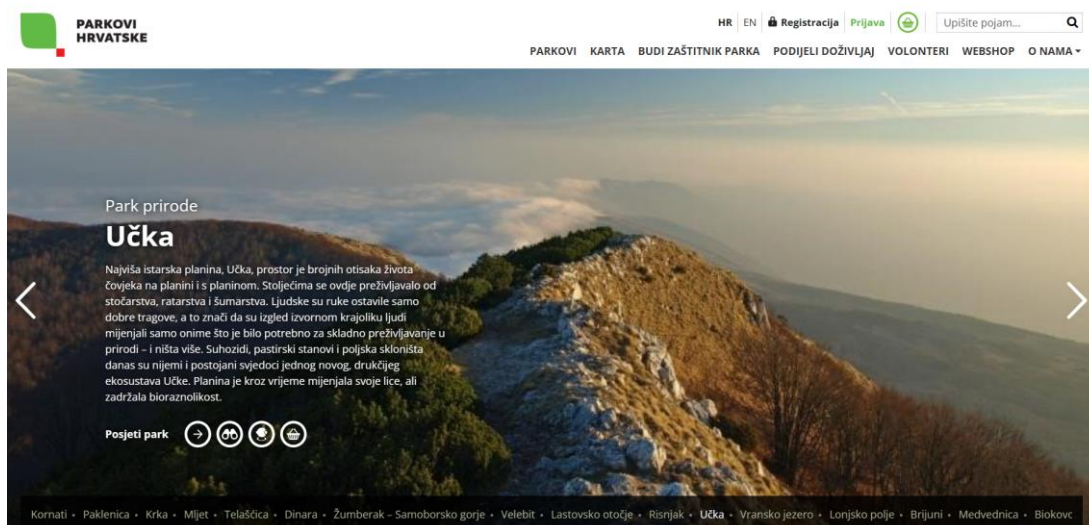 PARKOVI
HRVATSKE
HR EN Registracija Prijava Upišite pojam...
PARKOVI KARTA BUDI ZAŠTITNIK PARKA PODIJELI DOŽIVLJAJ VOLONTERI WEBSHOP O NAMA
Park prirode
Učka
Najviša istarska planina, Učka, prostor je brojnih otisaka života
čovjeka na planini i s planinom. Stoljećima se ovdje preživljavalo od
stočarstva, ratarstva i šumarstva. Ljudske su ruke ostavile samo
dobre tragove, a to znači da su izgled izvornom krajoliku ljudi
mijenjali samo onime što je bilo potrebno za skladno preživljavanje u
prirodi – i ništa više. Suhozidi, pastirski stanovi i poljska skloništa
danas su nijemi i postojani svjedoci jednog novog, drukčijeg
ekosustava Učke. Planina je kroz vrijeme mijenjala svoje lice, ali
zadržala bioraznolikost.
Posjeti park
Kornati • Paklenica • Krka • Mljet • Telašćica • Dinara • Žumberak – Samoborsko gorje • Velebit • Lastovsko otočje • Risnjak • Učka • Vransko jezero • Lonjsko polje • Brijuni • Medvednica • Biokovo